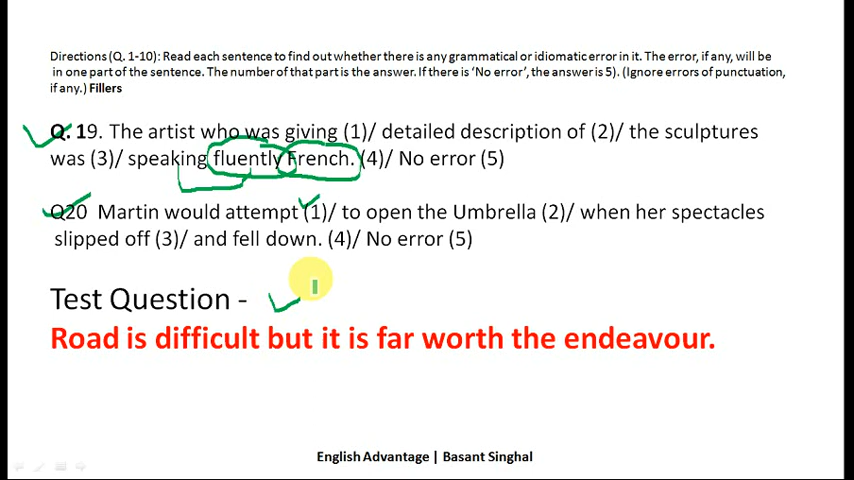 Directions (Q. 1-10): Read each sentence to find out whether there is any grammatical or idiomatic error in it. The error, if any, will be
in one part of the sentence. The number of that part is the answer. If there is 'No error', the answer is 5). (Ignore errors of punctuation,
if any.) Fillers
Q. 19. The artist who was giving (1)/ detailed description of (2)/ the sculptures
was (3)/ speaking fluently French. (4)/ No error (5)
Q20 Martin would attempt (1)/ to open the Umbrella (2)/ when her spectacles
slipped off (3)/ and fell down. (4)/ No error (5)
Test Question -
Road is difficult but it is far worth the endeavour.
English Advantage | Basant Singhal